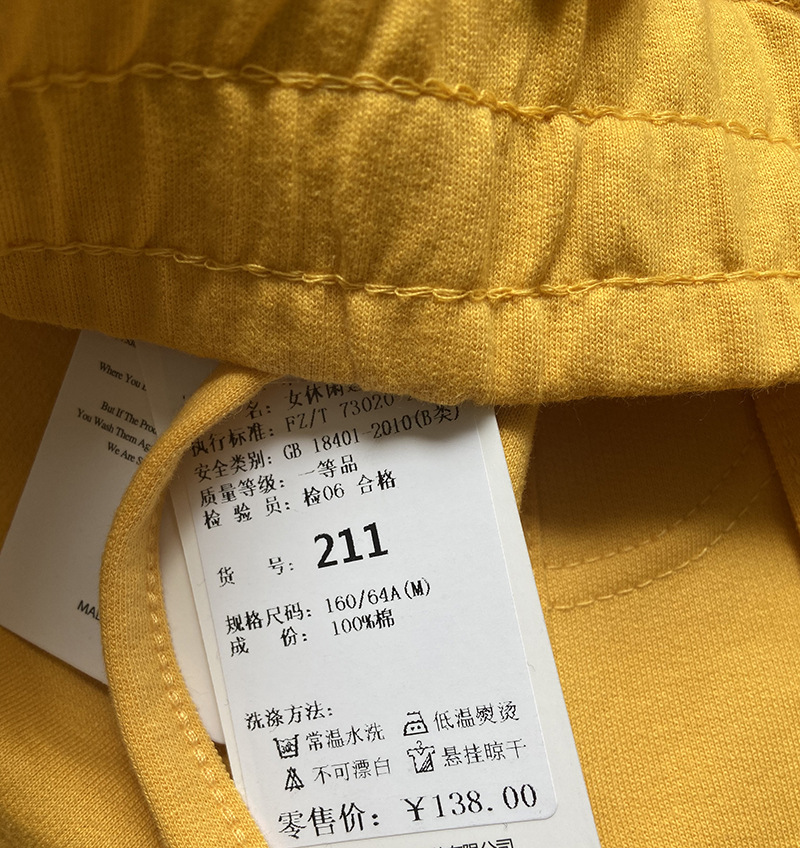 Where You
But If The Pro
You Wash Them Ag
We Are S
MA
名: 女休闲
执行标准: FZ/T 73020
安全类别: GB 18401-2010(B类)
质量等级: 一等品
检 验 员: 检06 合格
货 号: 211
规格尺码: 160/64A(M)
成 份: 100%棉
洗涤方法:
常温水洗 低温熨烫
不可漂白 悬挂晾干
零售价: ¥138.00
有限公司